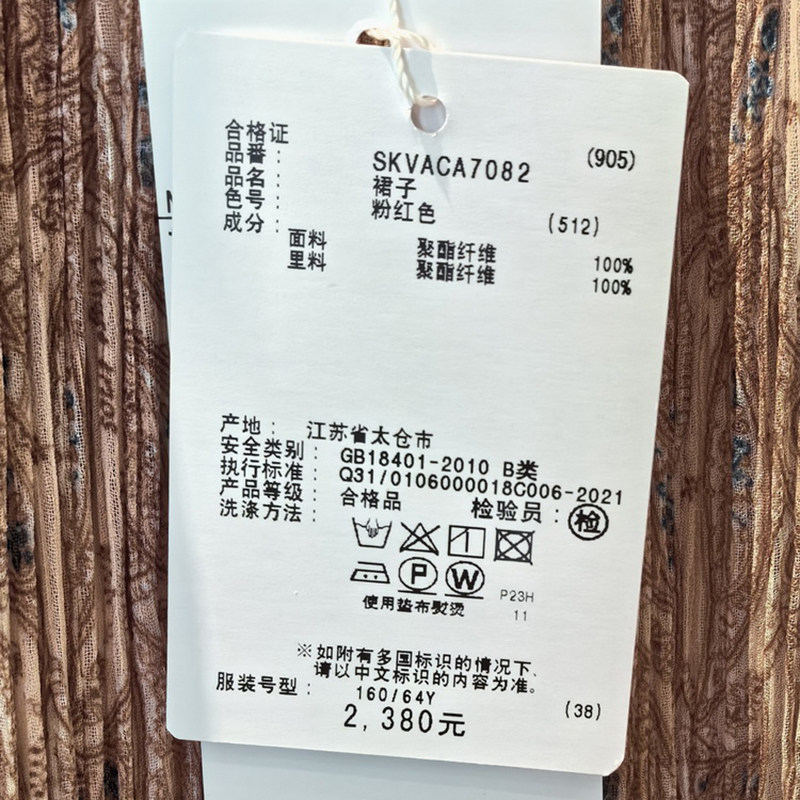 合格证
品番： SKVACA7082 (905)
品名： 裙子
色号： 粉红色 (512)
成分：
面料 聚酯纤维 100%
里料 聚酯纤维 100%
产地： 江苏省太仓市
安全类别： GB18401-2010 B类
执行标准： Q31/0106000018C006-2021
产品等级： 合格品 检验员：检
洗涤方法：
P W
使用垫布熨烫
P23H
11
※如附有多国标识的情况下、
请以中文标识的内容为准。
服装号型： 160/64Y (38)
2,380元